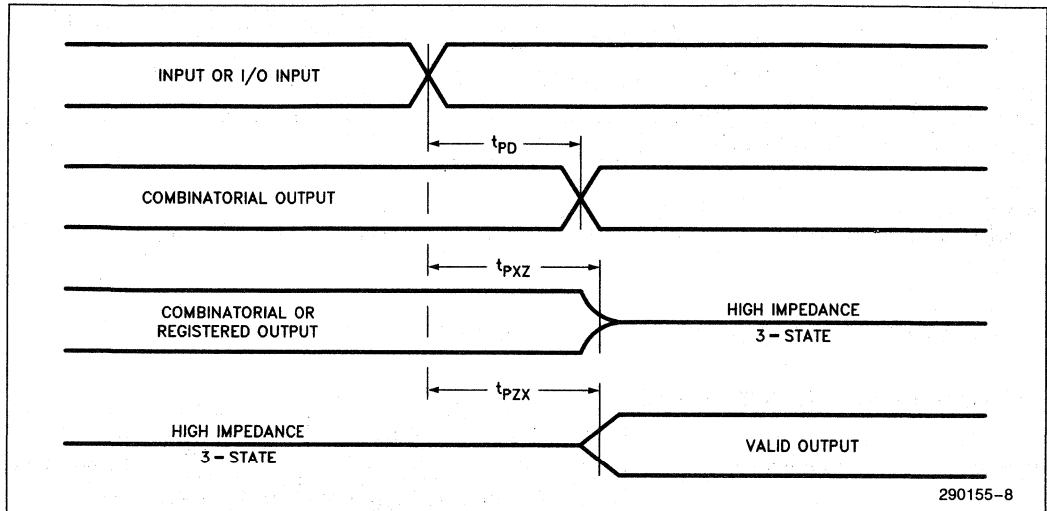 INPUT OR I/O INPUT
tPD
COMBINATORIAL OUTPUT
tPXZ
COMBINATORIAL OR
REGISTERED OUTPUT
HIGH IMPEDANCE
3 – STATE
tPZX
HIGH IMPEDANCE
3 – STATE
VALID OUTPUT
290155–8